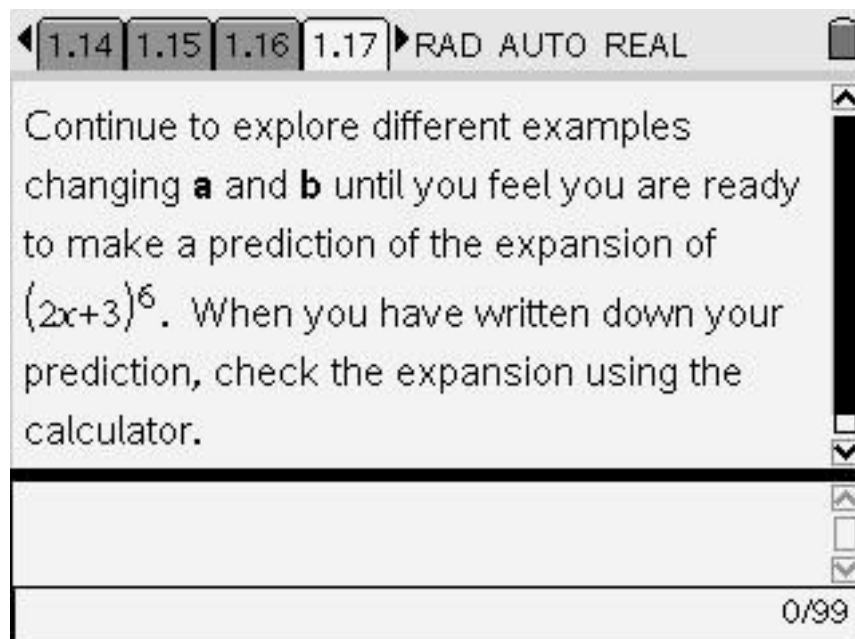 1.14 1.15 1.16 1.17 RAD AUTO REAL
Continue to explore different examples
changing a and b until you feel you are ready
to make a prediction of the expansion of
(2x+3)⁶. When you have written down your
prediction, check the expansion using the
calculator.
0/99